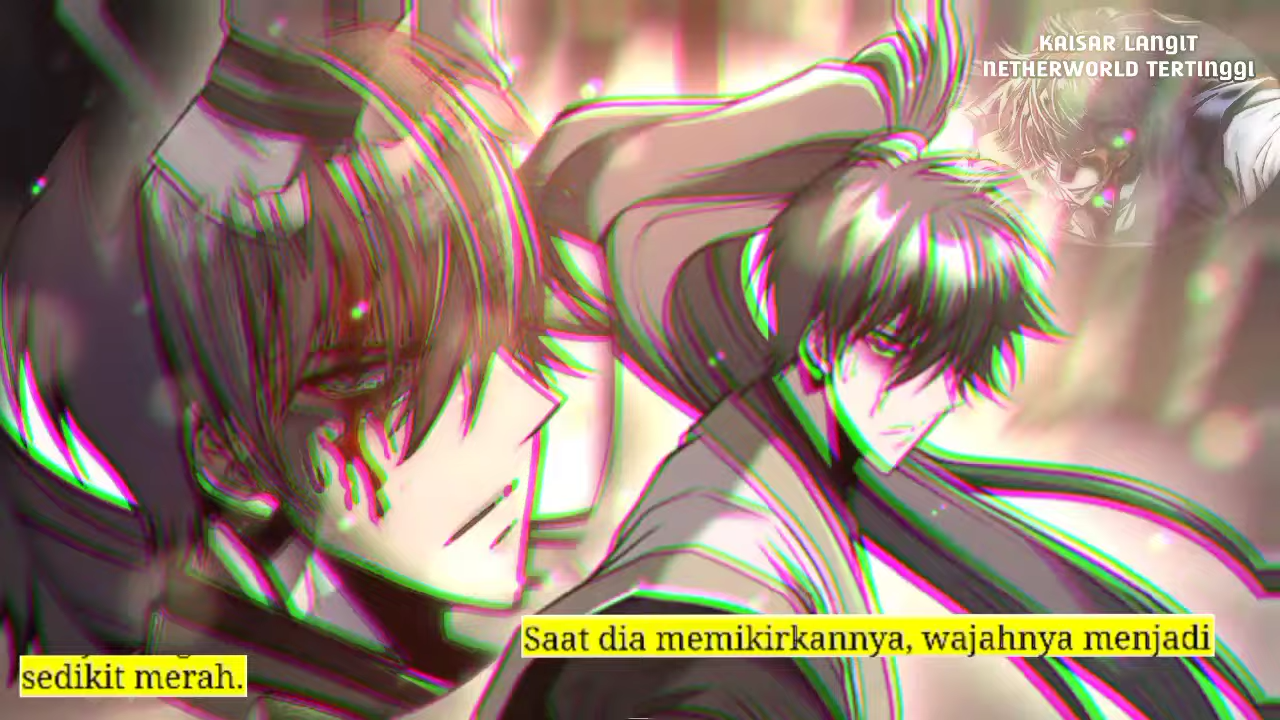 KAISAR LANGIT
NETHERWORLD TERTINGGI
Saat dia memikirkannya, wajahnya menjadi
sedikit merah.